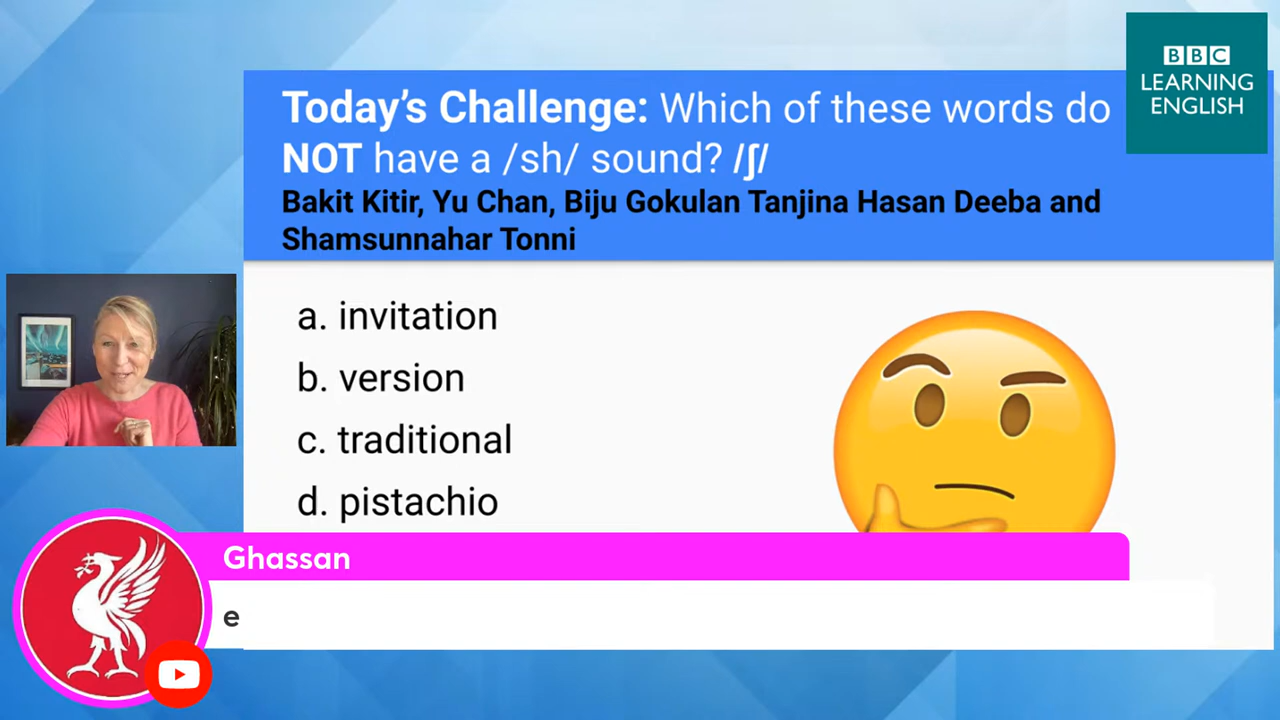 BBC
LEARNING
ENGLISH
Today's Challenge: Which of these words do
NOT have a /sh/ sound? /ʃ/
Bakit Kitir, Yu Chan, Biju Gokulan Tanjina Hasan Deeba and
Shamsunnahar Tonni
a. invitation
b. version
c. traditional
d. pistachio
Ghassan
e